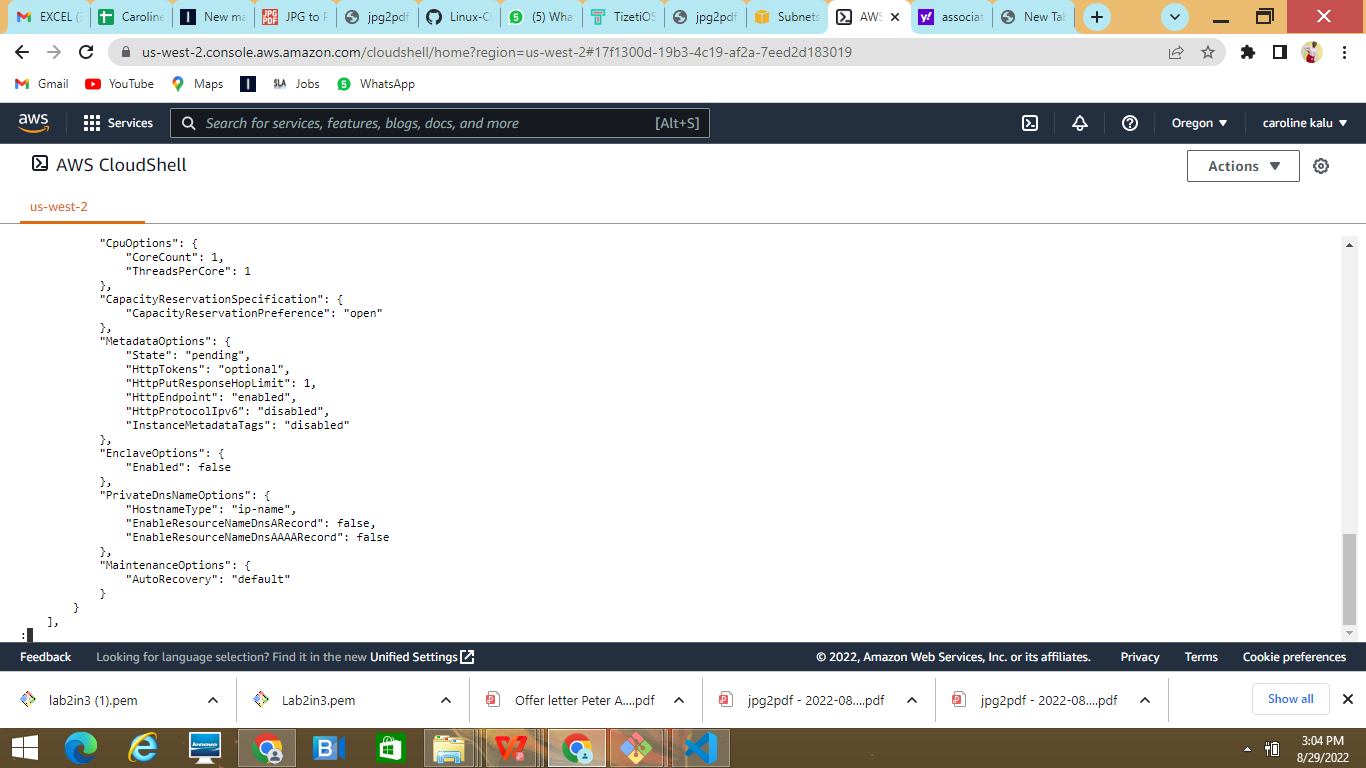 EXCEL (
Caroline
New ma
JPG to P
jpg2pdf
Linux-Cl
(5) Wha
TizetiOS
jpg2pdf
Subnets
AWS
associat
New Tab
us-west-2.console.aws.amazon.com/cloudshell/home?region=us-west-2#17f1300d-19b3-4c19-af2a-7eed2d183019
Gmail YouTube Maps SLA Jobs WhatsApp
aws Services Search for services, features, blogs, docs, and more [Alt+S] Oregon caroline kalu
AWS CloudShell Actions
us-west-2
"CpuOptions": {
"CoreCount": 1,
"ThreadsPerCore": 1
},
"CapacityReservationSpecification": {
"CapacityReservationPreference": "open"
},
"MetadataOptions": {
"State": "pending",
"HttpTokens": "optional",
"HttpPutResponseHopLimit": 1,
"HttpEndpoint": "enabled",
"HttpProtocolIpv6": "disabled",
"InstanceMetadataTags": "disabled"
},
"EnclaveOptions": {
"Enabled": false
},
"PrivateDnsNameOptions": {
"HostnameType": "ip-name",
"EnableResourceNameDnsARecord": false,
"EnableResourceNameDnsAAAARecord": false
},
"MaintenanceOptions": {
"AutoRecovery": "default"
}
}
],
:
Feedback Looking for language selection? Find it in the new Unified Settings © 2022, Amazon Web Services, Inc. or its affiliates. Privacy Terms Cookie preferences
lab2in3 (1).pem Lab2in3.pem Offer letter Peter A....pdf jpg2pdf - 2022-08....pdf jpg2pdf - 2022-08....pdf Show all
3:04 PM
8/29/2022